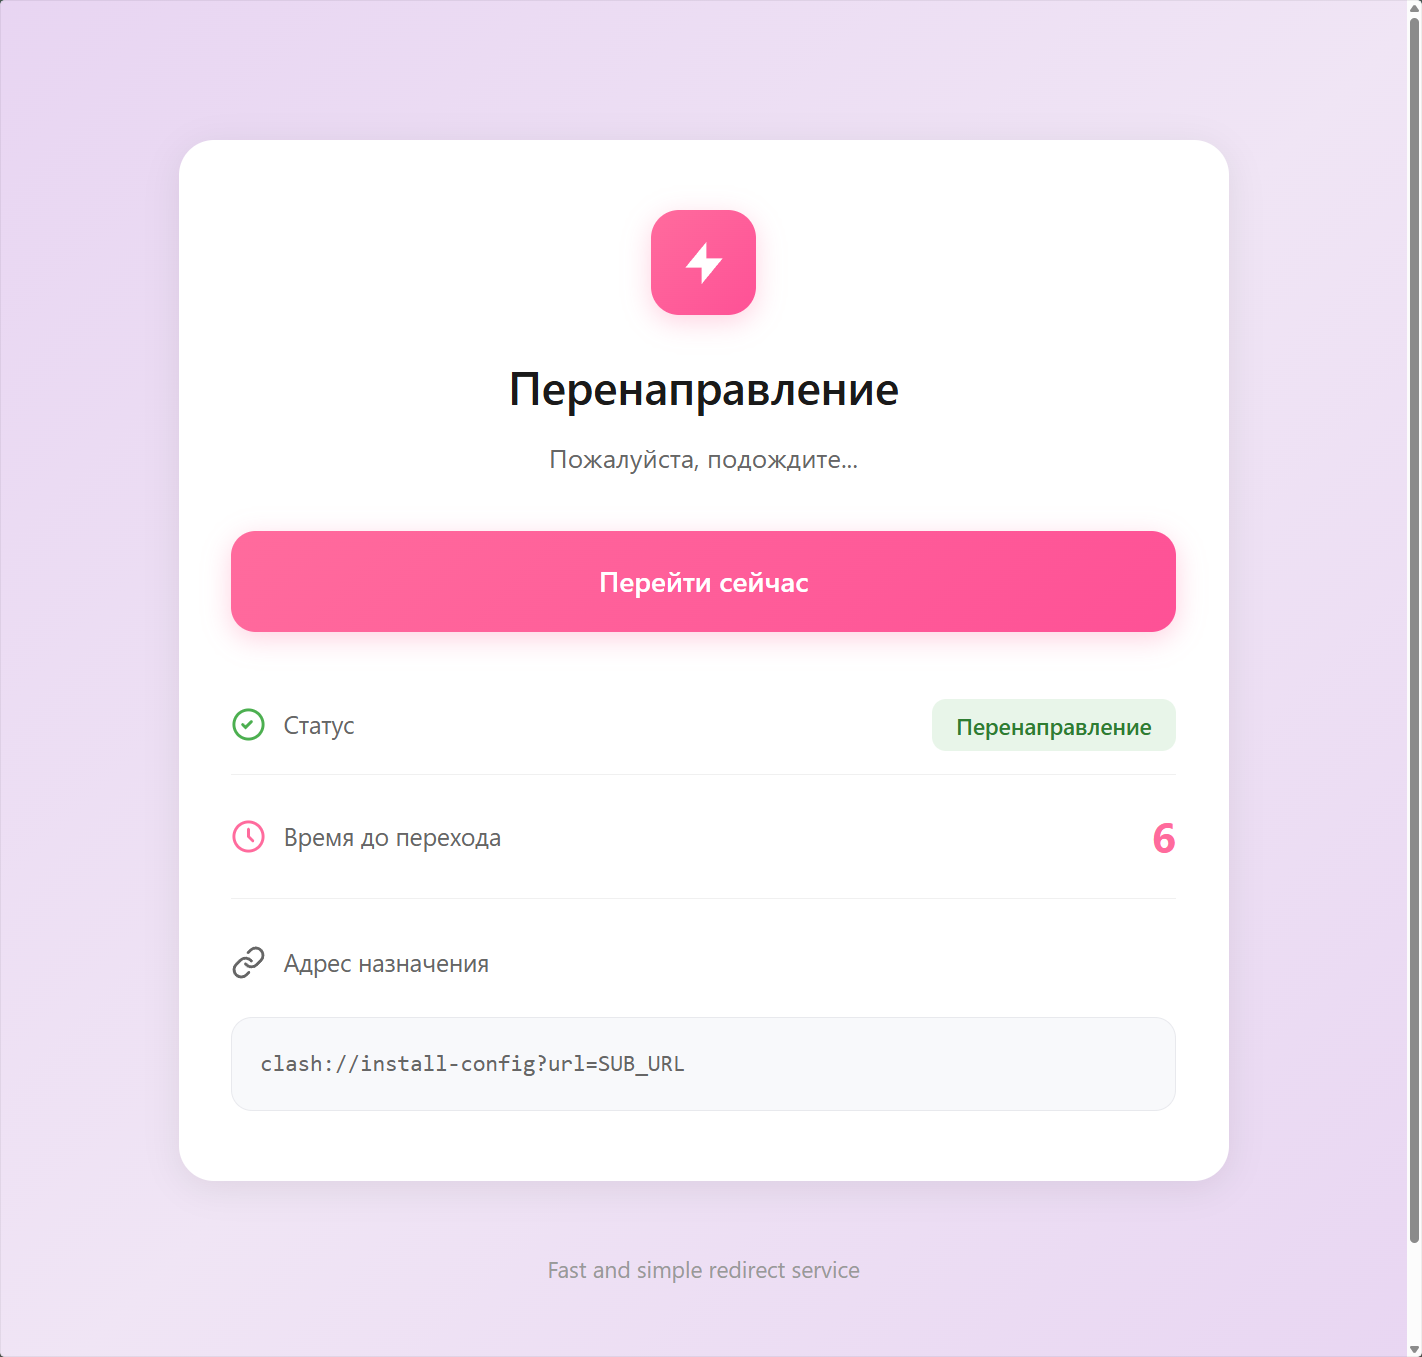 Перенаправление
Пожалуйста, подождите...
Перейти сейчас
Статус
Перенаправление
Время до перехода
6
Адрес назначения
clash://install-config?url=SUB_URL
Fast and simple redirect service